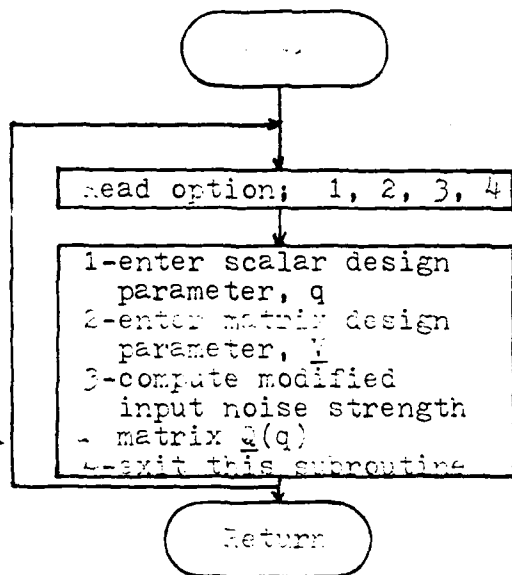 Read option; 1, 2, 3, 4
1-enter scalar design
parameter, q
2-enter matrix design
parameter, V
3-compute modified
input noise strength
matrix Q(q)
4-exit this subroutine
Return